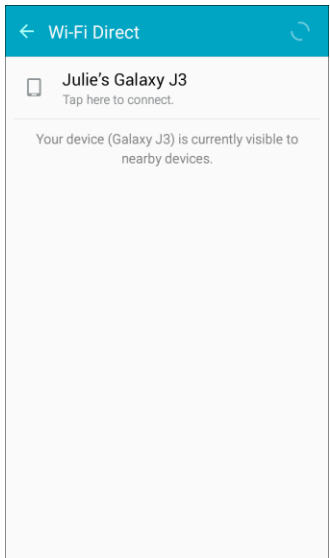 Wi-Fi Direct
Julie's Galaxy J3
Tap here to connect.
Your device (Galaxy J3) is currently visible to
nearby devices.